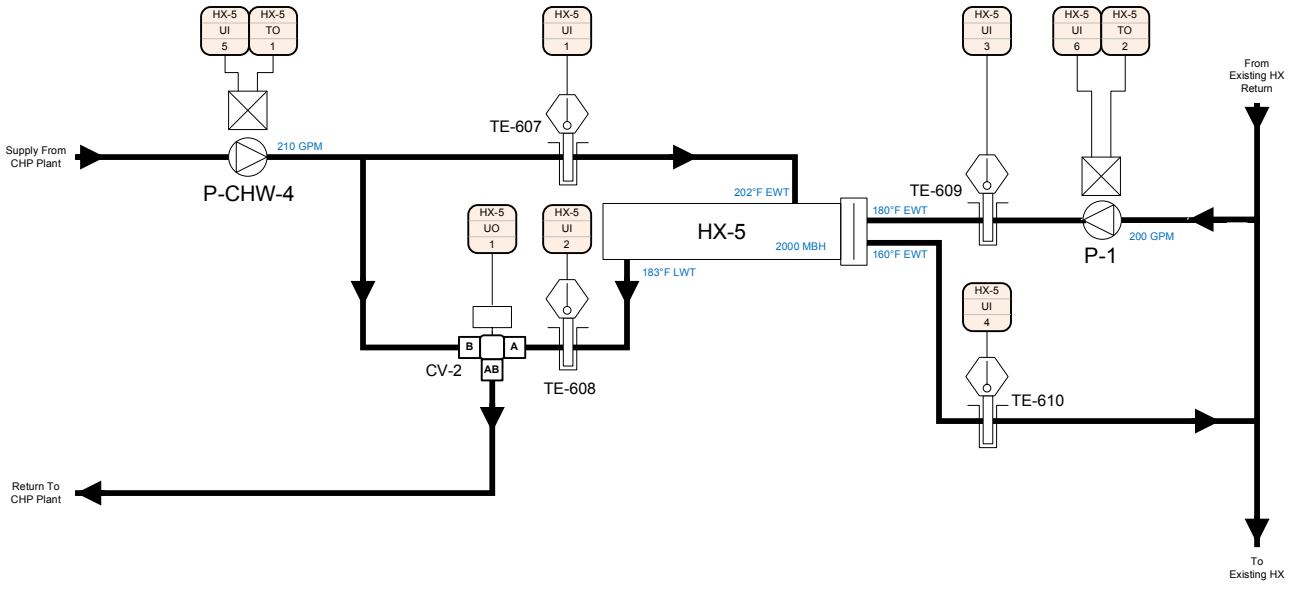 HX-5
UI
5
HX-5
TO
1
HX-5
UI
1
HX-5
UI
3
HX-5
UI
6
HX-5
TO
2
From
Existing HX
Return
TE-607
Supply From
CHP Plant
210 GPM
P-CHW-4
202°F EWT
TE-609
HX-5
UO
1
HX-5
UI
2
HX-5
2000 MBH
180°F EWT
160°F EWT
200 GPM
P-1
183°F LWT
HX-5
UI
4
B
A
AB
CV-2
TE-608
TE-610
Return To
CHP Plant
To
Existing HX